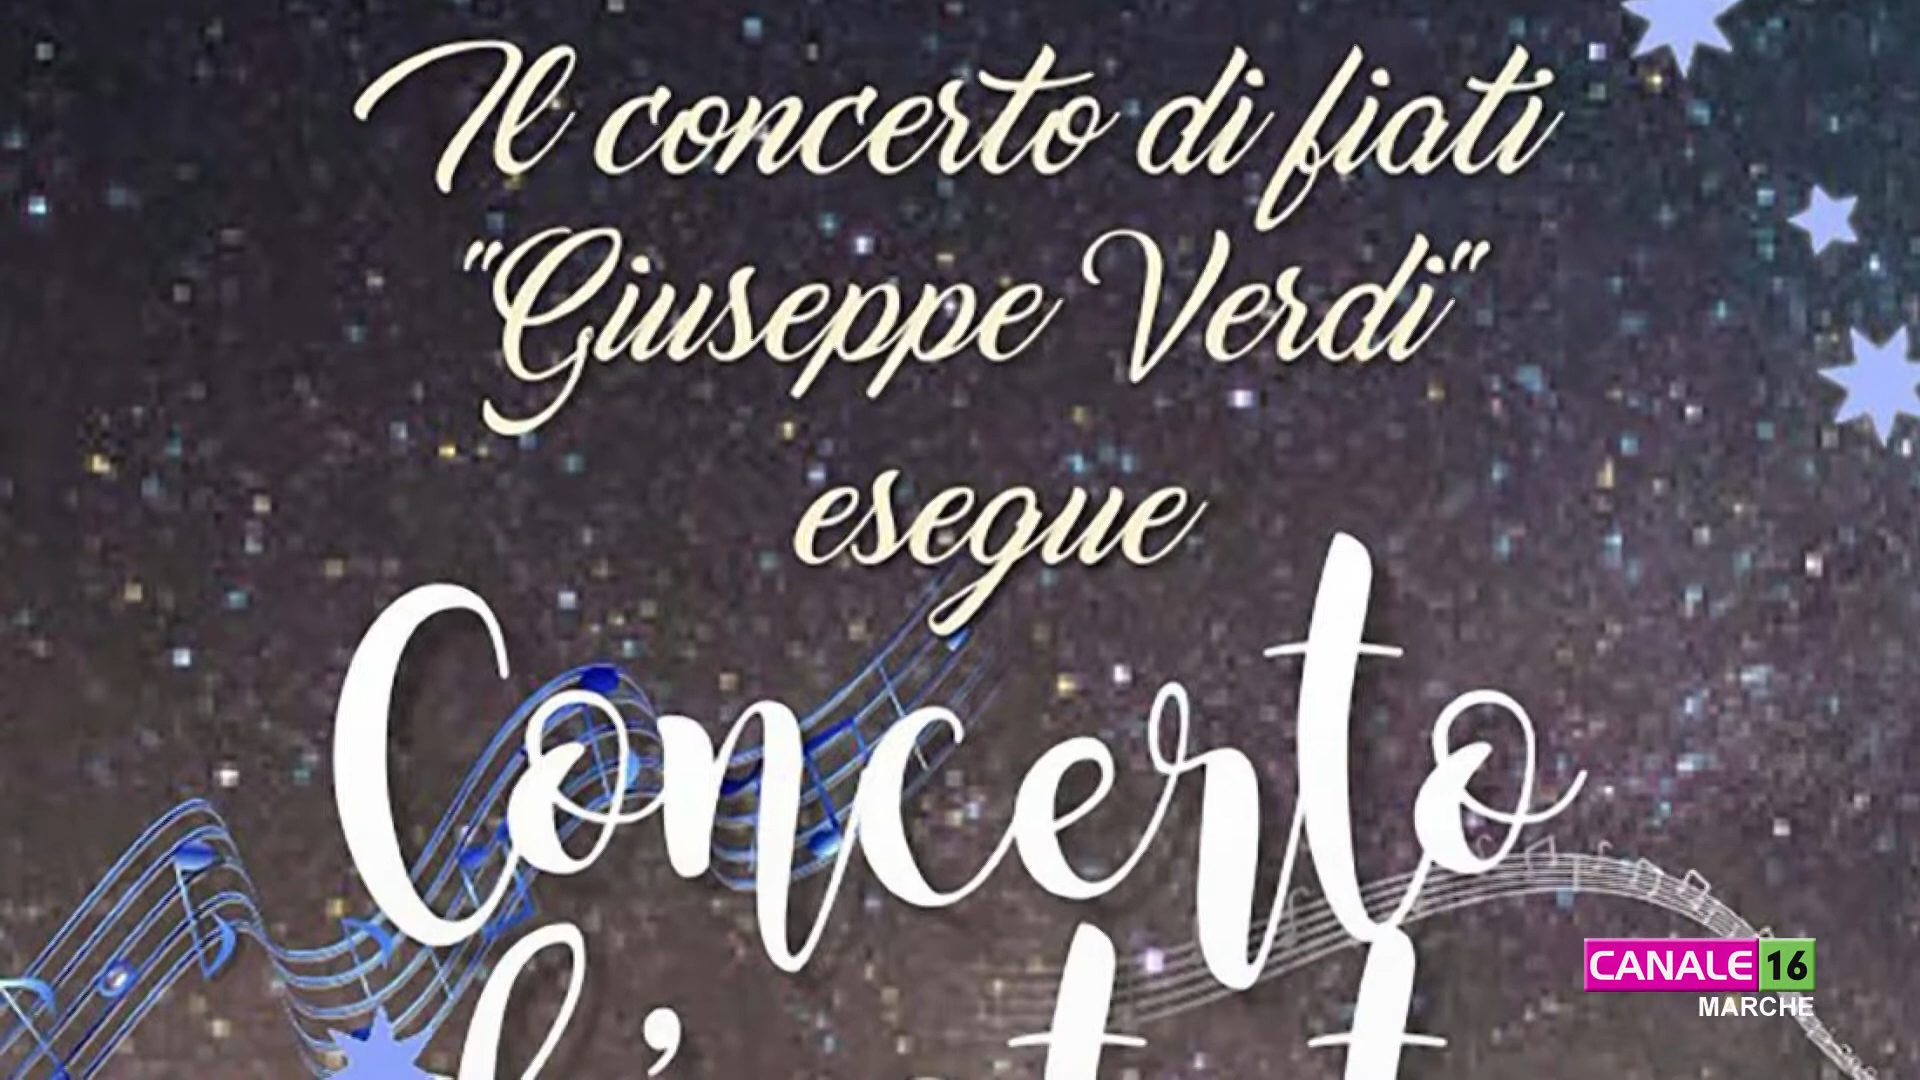 Il concerto di fiati
"Giuseppe Verdi"
esegue
Concerto
CANALE 16
MARCHE